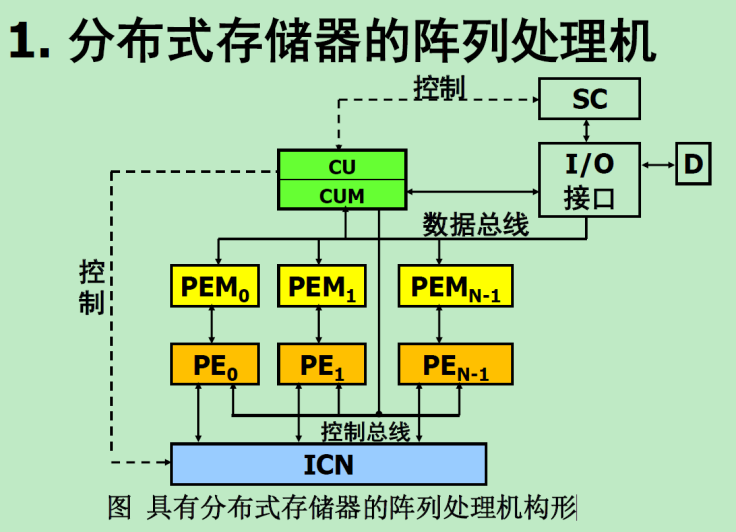 1. 分布式存储器的阵列处理机
控制
SC
CU
CUM
I/O
接口
D
数据总线
控
制
PEM₀ PEM₁ PEMN-1
PE₀ PE₁ PEN-1
控制总线
ICN
图 具有分布式存储器的阵列处理机构形